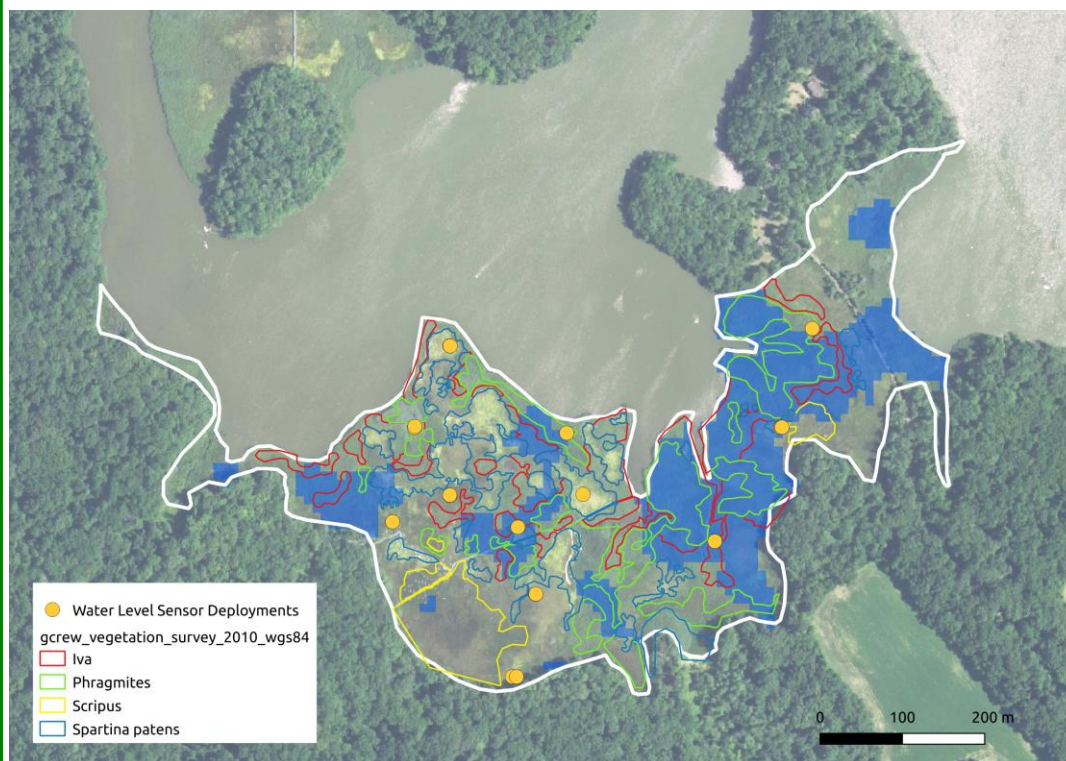 Water Level Sensor Deployments
gcrew_vegetation_survey_2010_wgs84
Iva
Phragmites
Scripus
Spartina patens
0 100 200 m